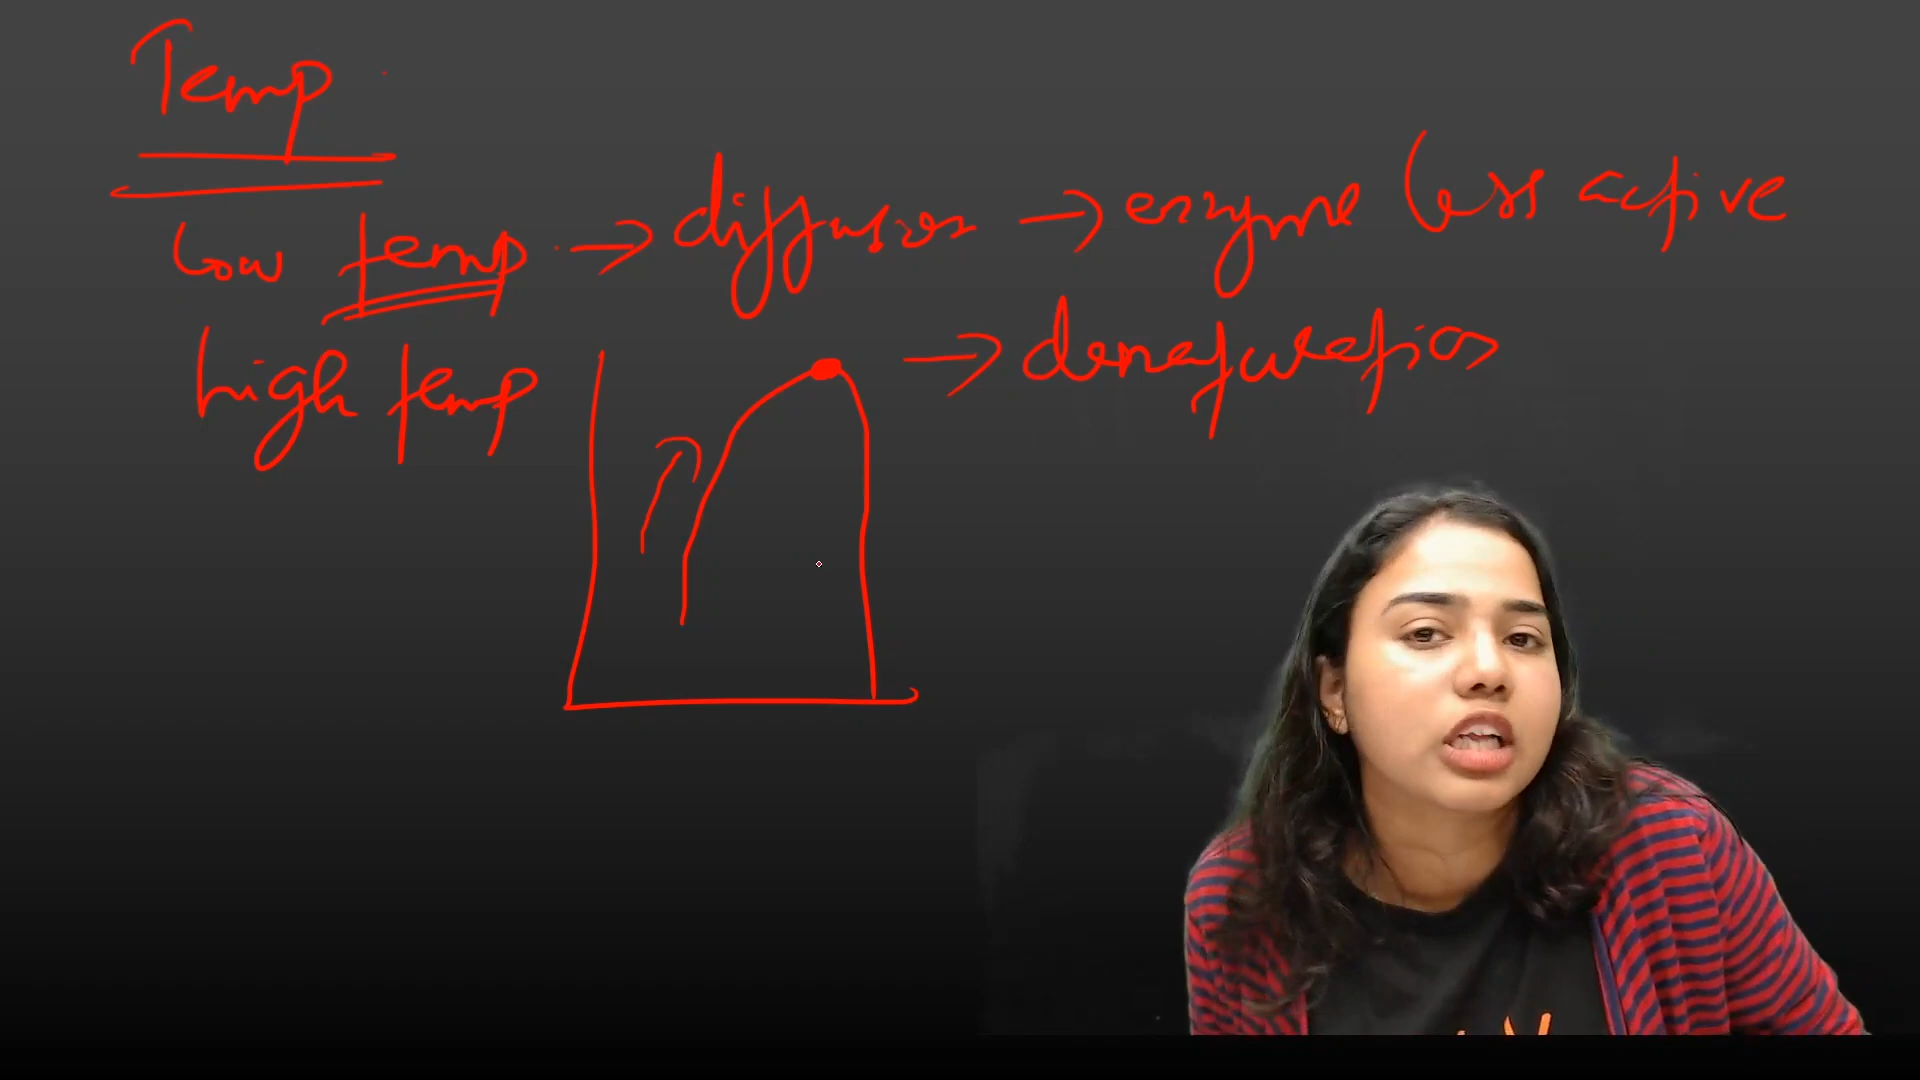 Temp
low temp → diffusion → enzyme less active
high temp → denaturation